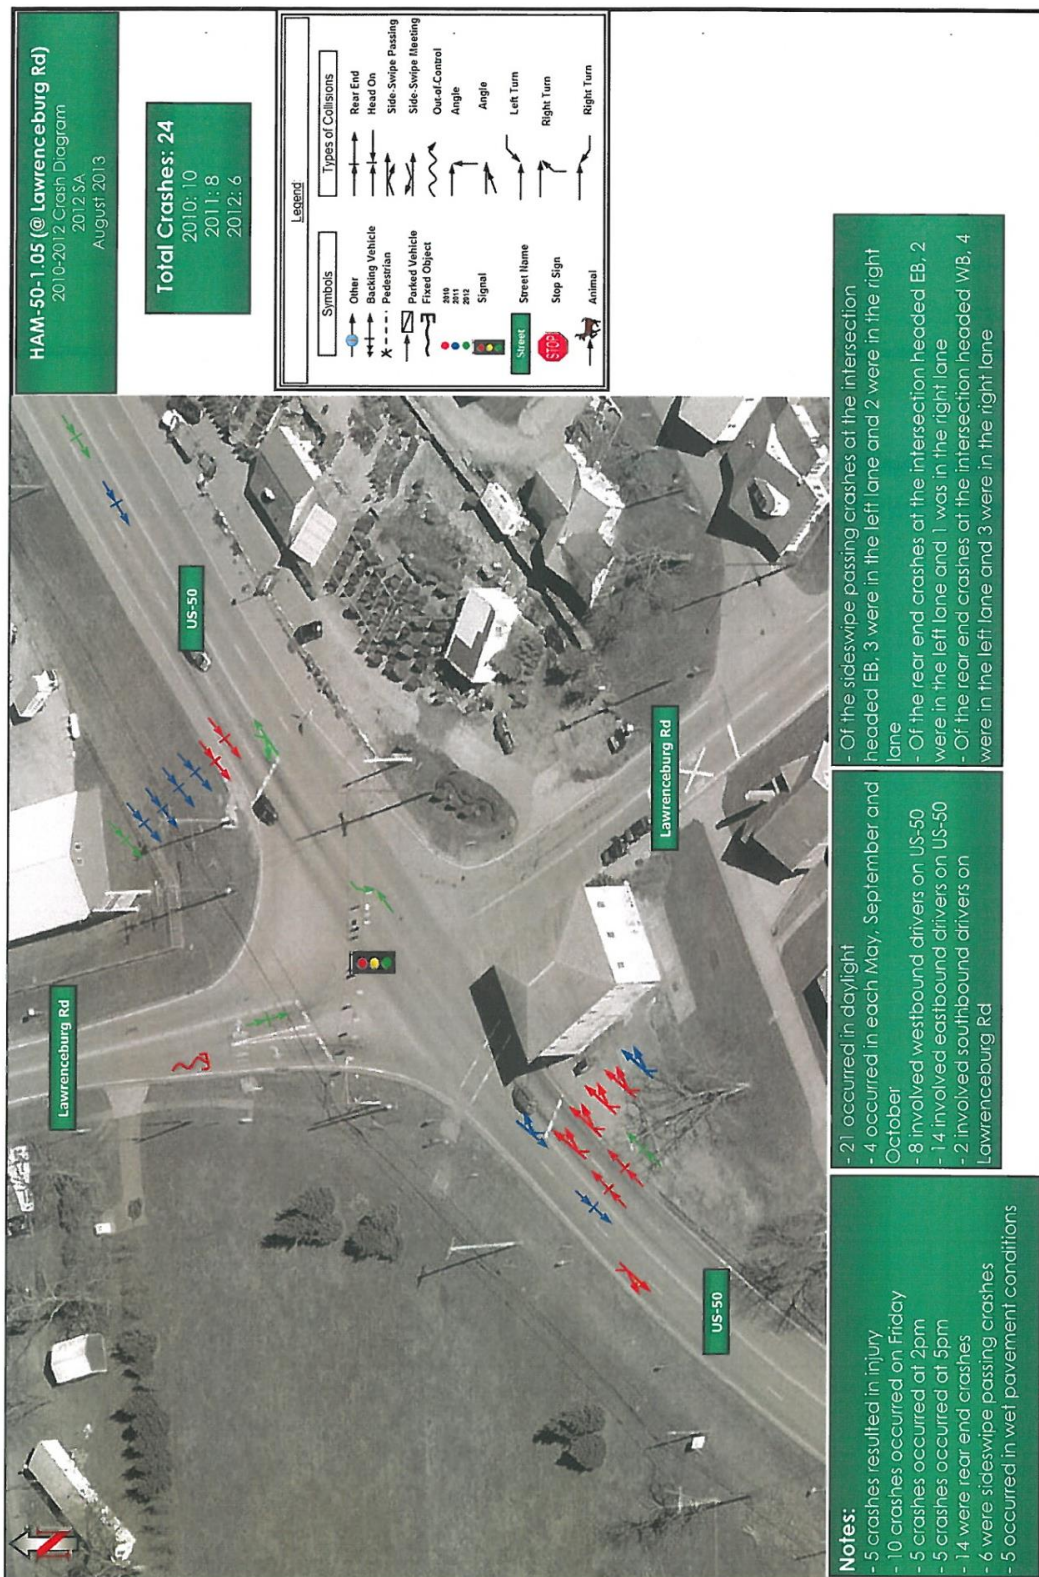 HAM-50-1.05 (@ Lawrenceburg Rd)
2010-2012 Crash Diagram
2012 SA
August 2013
Total Crashes: 24
2010: 10
2011: 8
2012: 6
Legend:
Symbols
Other
Backing Vehicle
Pedestrian
Parked Vehicle
Fixed Object
2010
2011
2012
Signal
Street
Street Name
STOP
Stop Sign
Animal
Types of Collisions
Rear End
Head On
Side-Swipe Passing
Side-Swipe Meeting
Out-of-Control
Angle
Angle
Left Turn
Right Turn
Right Turn
N
Lawrenceburg Rd
US-50
Lawrenceburg Rd
US-50
Notes:
- 5 crashes resulted in injury
- 10 crashes occurred on Friday
- 5 crashes occurred at 2pm
- 5 crashes occurred at 5pm
- 14 were rear end crashes
- 6 were sideswipe passing crashes
- 5 occurred in wet pavement conditions
- 21 occurred in daylight
- 4 occurred in each May, September and
October
- 8 involved westbound drivers on US-50
- 14 involved eastbound drivers on US-50
- 2 involved southbound drivers on
Lawrenceburg Rd
- Of the sideswipe passing crashes at the intersection
headed EB, 3 were in the left lane and 2 were in the right
lane
- Of the rear end crashes at the intersection headed EB, 2
were in the left lane and 1 was in the right lane
- Of the rear end crashes at the intersection headed WB, 4
were in the left lane and 3 were in the right lane